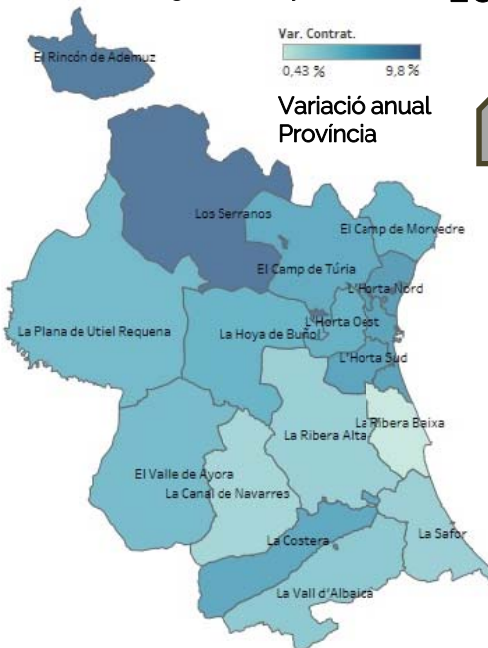 El Rincón de Ademuz
Var. Contrat.
0,43 %
9,8 %
Variació anual
Província
Los Serranos
El Camp de Morvedre
El Camp de Túria
L'Horta Nord
La Plana de Utiel Requena
La Hoya de Buñol
L'Horta Oest
L'Horta Sud
La Ribera Baixa
La Ribera Alta
El Valle de Ayora
La Canal de Navarres
La Costera
La Safor
La Vall d'Albaica